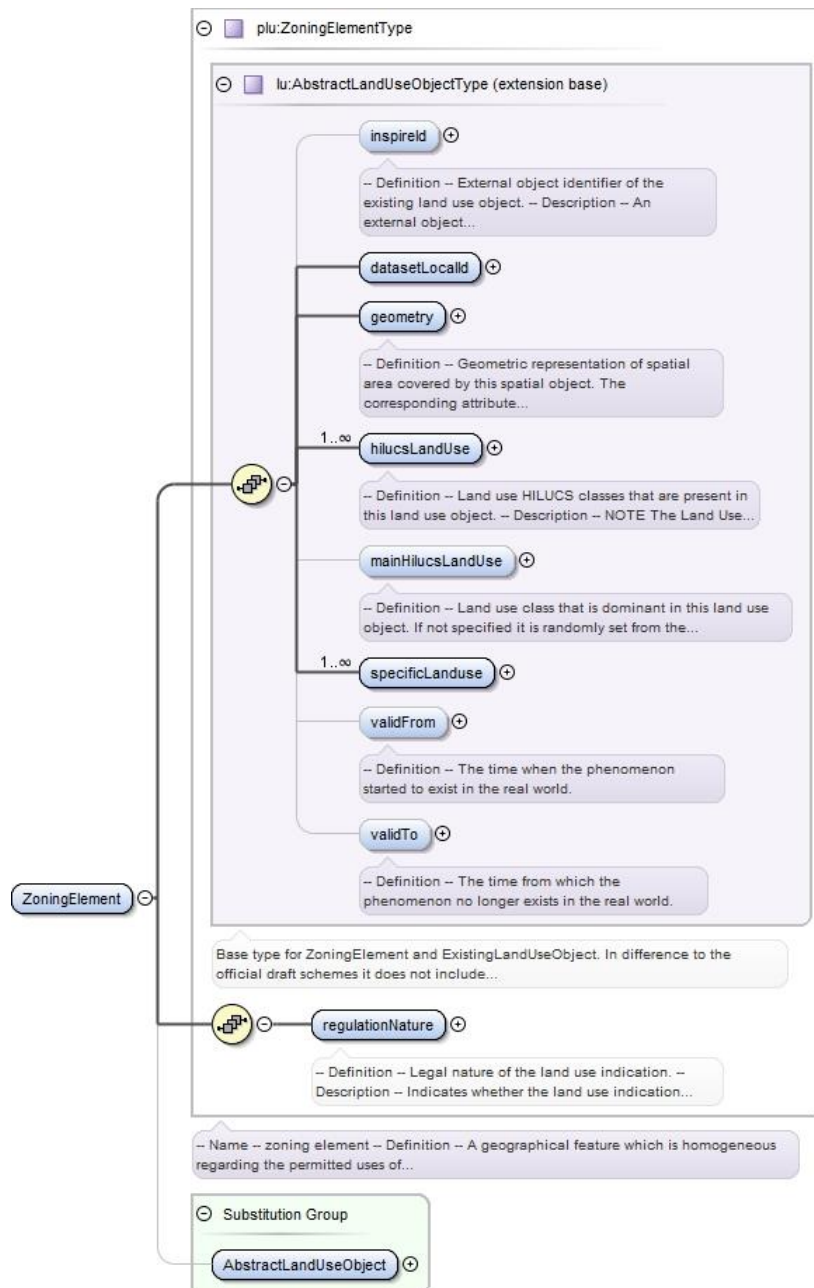 plu:ZoningElementType
lu:AbstractLandUseObjectType (extension base)
inspireId
-- Definition -- External object identifier of the
existing land use object. -- Description -- An
external object...
datasetLocalId
geometry
-- Definition -- Geometric representation of spatial
area covered by this spatial object. The
corresponding attribute...
1..∞
hilucsLandUse
-- Definition -- Land use HILUCS classes that are present in
this land use object. -- Description -- NOTE The Land Use...
mainHilucsLandUse
-- Definition -- Land use class that is dominant in this land use
object. If not specified it is randomly set from the...
1..∞
specificLanduse
validFrom
-- Definition -- The time when the phenomenon
started to exist in the real world.
validTo
-- Definition -- The time from which the
phenomenon no longer exists in the real world.
ZoningElement
Base type for ZoningElement and ExistingLandUseObject. In difference to the
official draft schemes it does not include...
regulationNature
-- Definition -- Legal nature of the land use indication. --
Description -- Indicates whether the land use indication...
-- Name -- zoning element -- Definition -- A geographical feature which is homogeneous
regarding the permitted uses of...
Substitution Group
AbstractLandUseObject